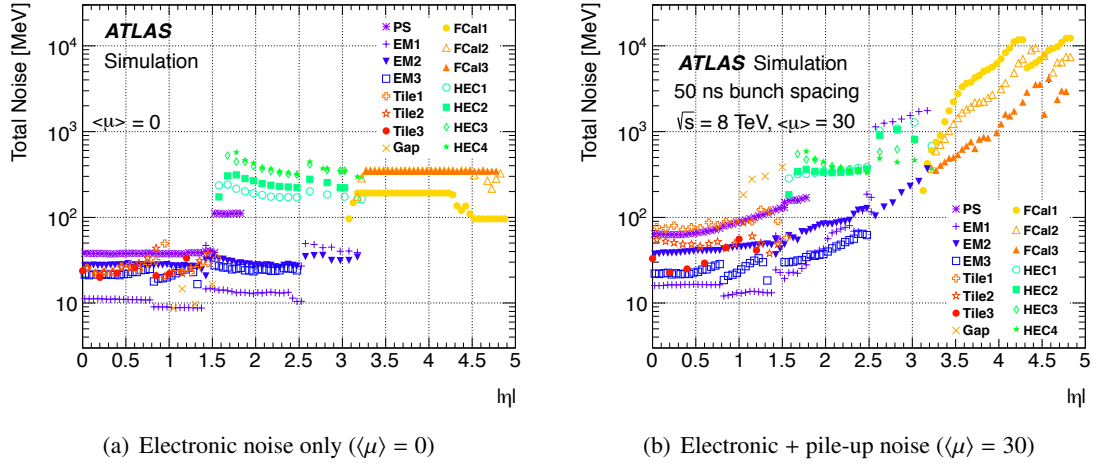 Total Noise [MeV]
10⁴
10³
10²
10
ATLAS
Simulation
<μ> = 0
PS
EM1
EM2
EM3
Tile1
Tile2
Tile3
Gap
FCal1
FCal2
FCal3
HEC1
HEC2
HEC3
HEC4
0 0.5 1 1.5 2 2.5 3 3.5 4 4.5 5
|η|
(a) Electronic noise only (⟨μ⟩ = 0)
Total Noise [MeV]
10⁴
10³
10²
10
ATLAS Simulation
50 ns bunch spacing
√s = 8 TeV, <μ> = 30
PS
EM1
EM2
EM3
Tile1
Tile2
Tile3
Gap
FCal1
FCal2
FCal3
HEC1
HEC2
HEC3
HEC4
0 0.5 1 1.5 2 2.5 3 3.5 4 4.5 5
|η|
(b) Electronic + pile-up noise (⟨μ⟩ = 30)